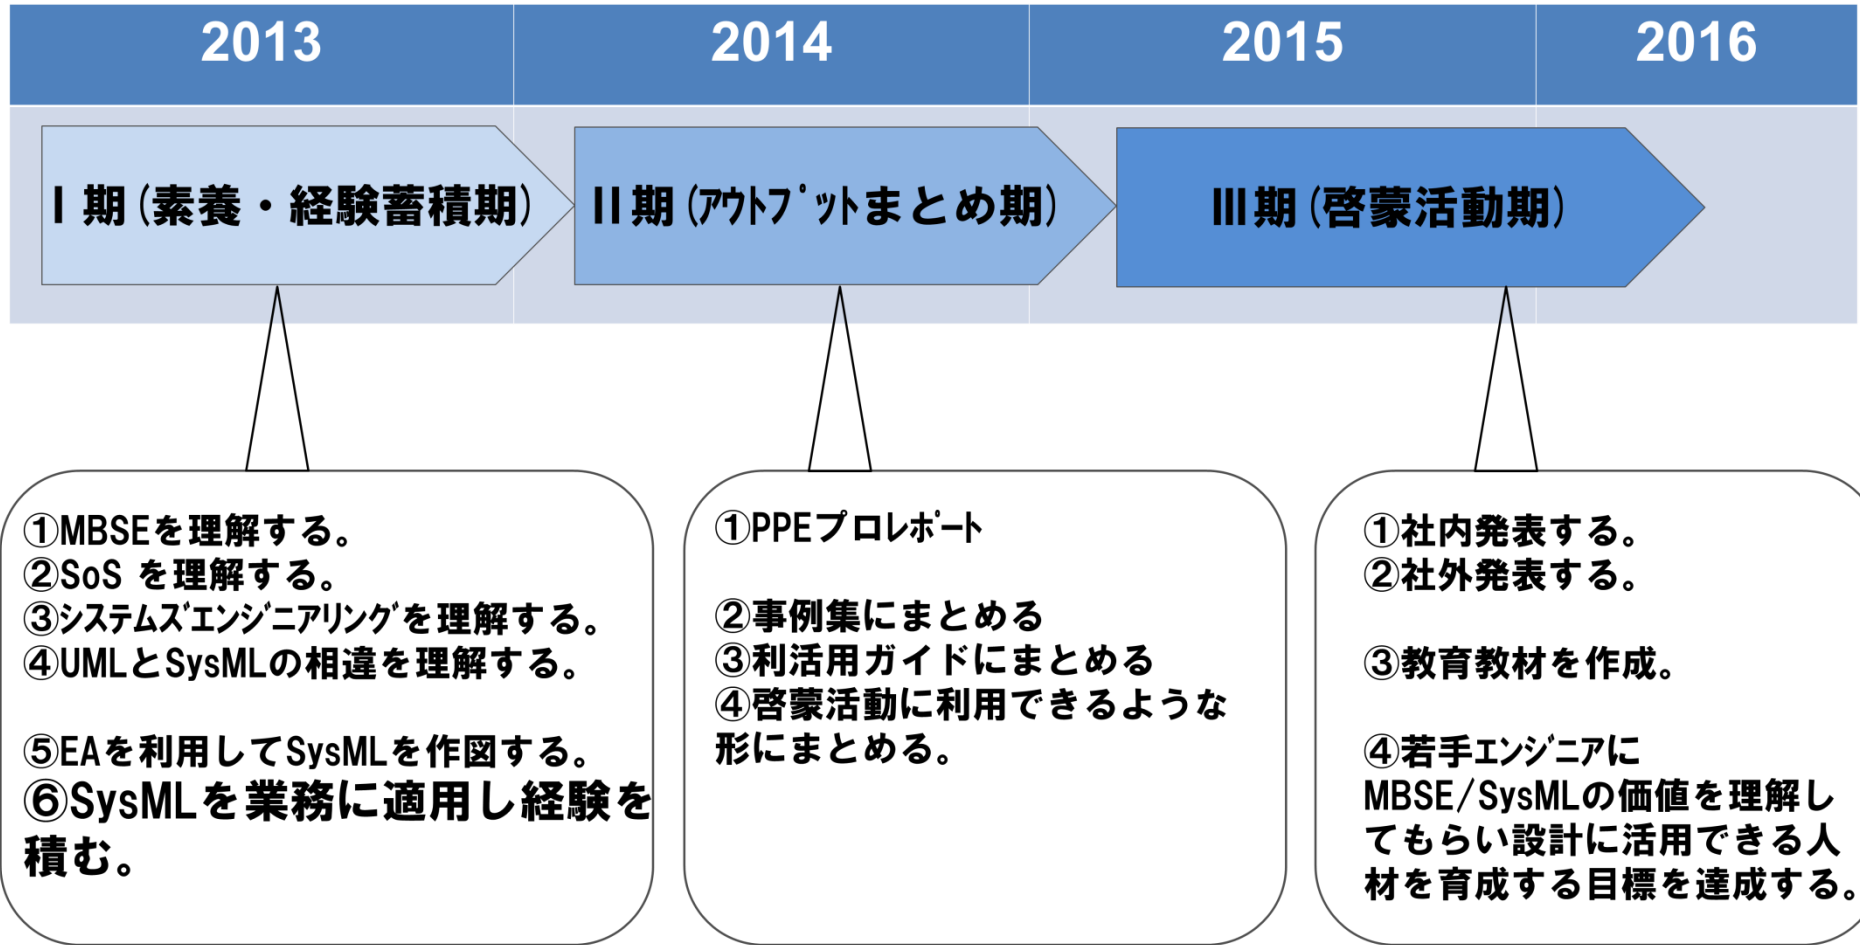 2013
2014
2015
2016
Ⅰ期(素養・経験蓄積期)
II期(ｱｳﾄﾌﾟｯﾄまとめ期)
III期(啓蒙活動期)
①MBSEを理解する。
②SoS を理解する。
③ｼｽﾃﾑｽﾞｴﾝｼﾞﾆｱﾘﾝｸﾞを理解する。
④UMLとSysMLの相違を理解する。
⑤EAを利用してSysMLを作図する。
⑥SysMLを業務に適用し経験を
積む。
①PPEプロﾚﾎﾟｰﾄ
②事例集にまとめる
③利活用ガイドにまとめる
④啓蒙活動に利用できるような
形にまとめる。
①社内発表する。
②社外発表する。
③教育教材を作成。
④若手ｴﾝｼﾞﾆｱに
MBSE/SysMLの価値を理解し
てもらい設計に活用できる人
材を育成する目標を達成する。